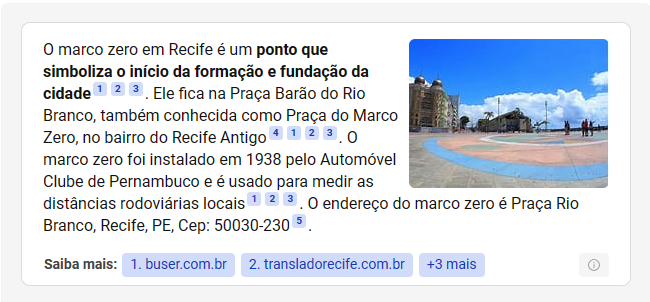 O marco zero em Recife é um ponto que
simboliza o início da formação e fundação da
cidade 1 2 3 . Ele fica na Praça Barão do Rio
Branco, também conhecida como Praça do Marco
Zero, no bairro do Recife Antigo 4 1 2 3 . O
marco zero foi instalado em 1938 pelo Automóvel
Clube de Pernambuco e é usado para medir as
distâncias rodoviárias locais 1 2 3 . O endereço do marco zero é Praça Rio
Branco, Recife, PE, Cep: 50030-230 5 .
Saiba mais: 1. buser.com.br 2. transladorecife.com.br +3 mais